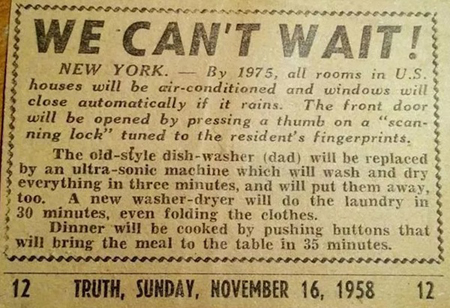 WE CAN'T WAIT!
NEW YORK. — By 1975, all rooms in U.S.
houses will be air-conditioned and windows will
close automatically if it rains. The front door
will be opened by pressing a thumb on a "scan-
ning lock" tuned to the resident's fingerprints.
The old-style dish-washer (dad) will be replaced
by an ultra-sonic machine which will wash and dry
everything in three minutes, and will put them away,
too. A new washer-dryer will do the laundry in
30 minutes, even folding the clothes.
Dinner will be cooked by pushing buttons that
will bring the meal to the table in 35 minutes.
12 TRUTH, SUNDAY, NOVEMBER 16, 1958 12